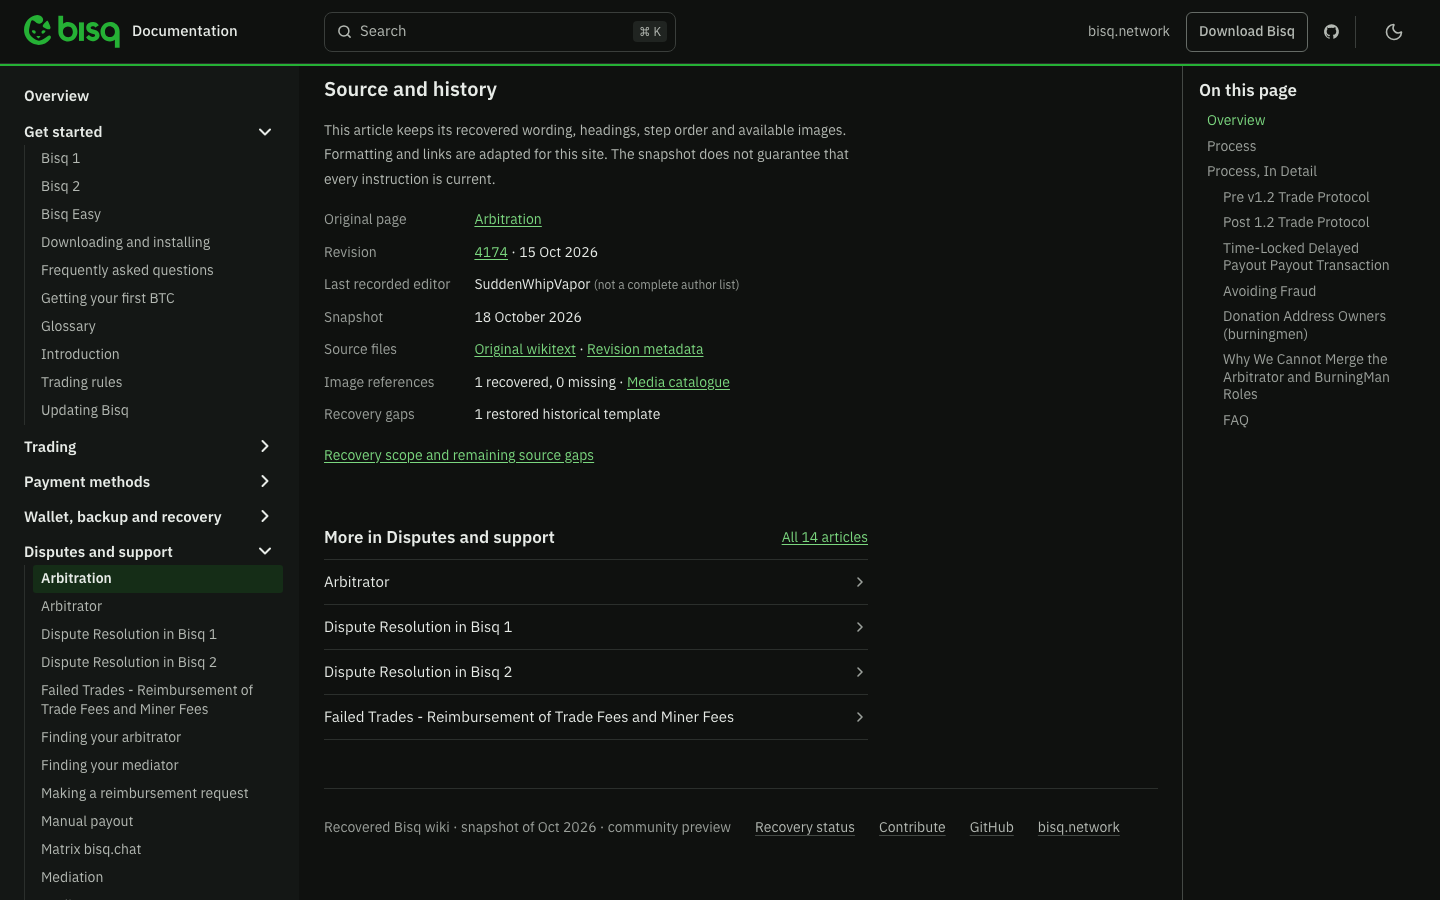 bisq Documentation
Search
⌘ K
bisq.network
Download Bisq
Overview
Get started
Bisq 1
Bisq 2
Bisq Easy
Downloading and installing
Frequently asked questions
Getting your first BTC
Glossary
Introduction
Trading rules
Updating Bisq
Trading
Payment methods
Wallet, backup and recovery
Disputes and support
Arbitration
Arbitrator
Dispute Resolution in Bisq 1
Dispute Resolution in Bisq 2
Failed Trades - Reimbursement of
Trade Fees and Miner Fees
Finding your arbitrator
Finding your mediator
Making a reimbursement request
Manual payout
Matrix bisq.chat
Mediation
Source and history
This article keeps its recovered wording, headings, step order and available images.
Formatting and links are adapted for this site. The snapshot does not guarantee that
every instruction is current.
Original page Arbitration
Revision 4174 · 15 Oct 2026
Last recorded editor SuddenWhipVapor (not a complete author list)
Snapshot 18 October 2026
Source files Original wikitext · Revision metadata
Image references 1 recovered, 0 missing · Media catalogue
Recovery gaps 1 restored historical template
Recovery scope and remaining source gaps
More in Disputes and support All 14 articles
Arbitrator
Dispute Resolution in Bisq 1
Dispute Resolution in Bisq 2
Failed Trades - Reimbursement of Trade Fees and Miner Fees
Recovered Bisq wiki · snapshot of Oct 2026 · community preview Recovery status Contribute GitHub bisq.network
On this page
Overview
Process
Process, In Detail
Pre v1.2 Trade Protocol
Post 1.2 Trade Protocol
Time-Locked Delayed
Payout Payout Transaction
Avoiding Fraud
Donation Address Owners
(burningmen)
Why We Cannot Merge the
Arbitrator and BurningMan
Roles
FAQ